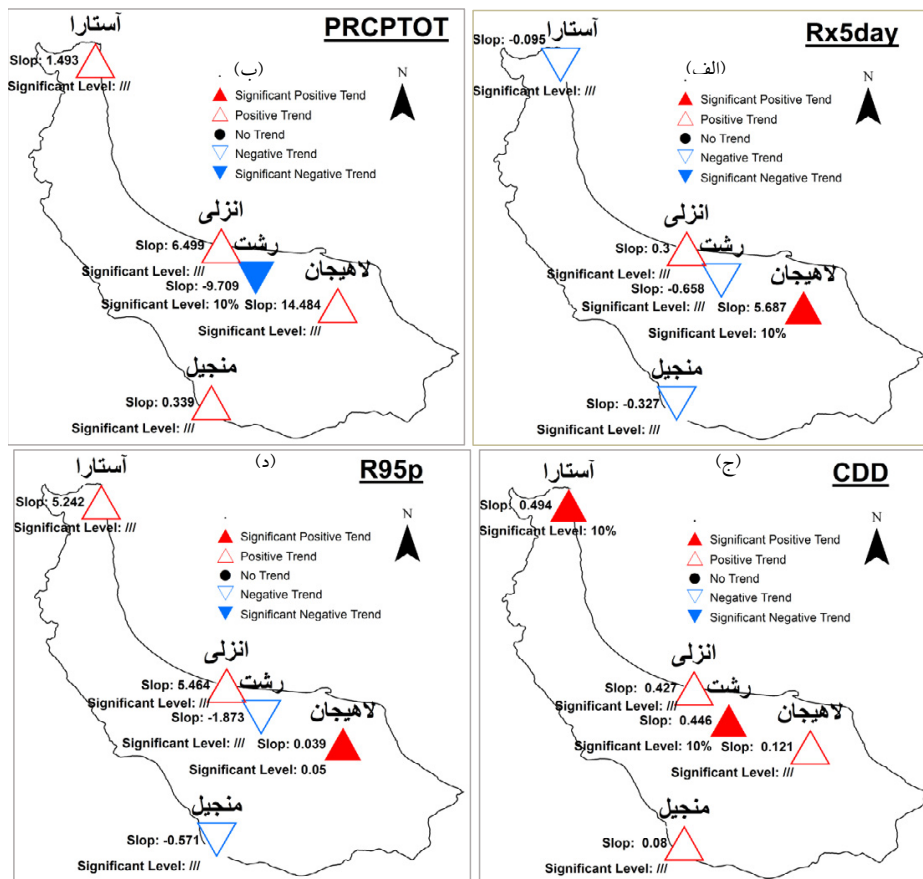 PRCPTOT
آستارا
Slop: 1.493
Significant Level: ///
(ب)
N
Significant Positive Tend
Positive Trend
No Trend
Negative Trend
Significant Negative Trend
انزلی
Slop: 6.499
رشت
Significant Level: ///
لاهیجان
Slop: -9.709
Significant Level: 10%
Slop: 14.484
Significant Level: ///
منجیل
Slop: 0.339
Significant Level: ///
Rx5day
آستارا
Slop: -0.095
Significant Level: ///
(الف)
N
Significant Positive Tend
Positive Trend
No Trend
Negative Trend
Significant Negative Trend
انزلی
Slop: 0.3
رشت
Significant Level: ///
لاهیجان
Slop: -0.658
Significant Level: ///
Slop: 5.687
Significant Level: 10%
منجیل
Slop: -0.327
Significant Level: ///
R95p
(د)
آستارا
Slop: 5.242
Significant Level: ///
N
Significant Positive Tend
Positive Trend
No Trend
Negative Trend
Significant Negative Trend
انزلی
Slop: 5.464
رشت
Significant Level: ///
لاهیجان
Slop: -1.873
Significant Level: ///
Slop: 0.039
Significant Level: 0.05
منجیل
Slop: -0.571
Significant Level: ///
CDD
(ج)
آستارا
Slop: 0.494
Significant Level: 10%
N
Significant Positive Tend
Positive Trend
No Trend
Negative Trend
Significant Negative Trend
انزلی
Slop: 0.427
رشت
Significant Level: ///
لاهیجان
Slop: 0.446
Significant Level: 10%
Slop: 0.121
Significant Level: ///
منجیل
Slop: 0.08
Significant Level: ///